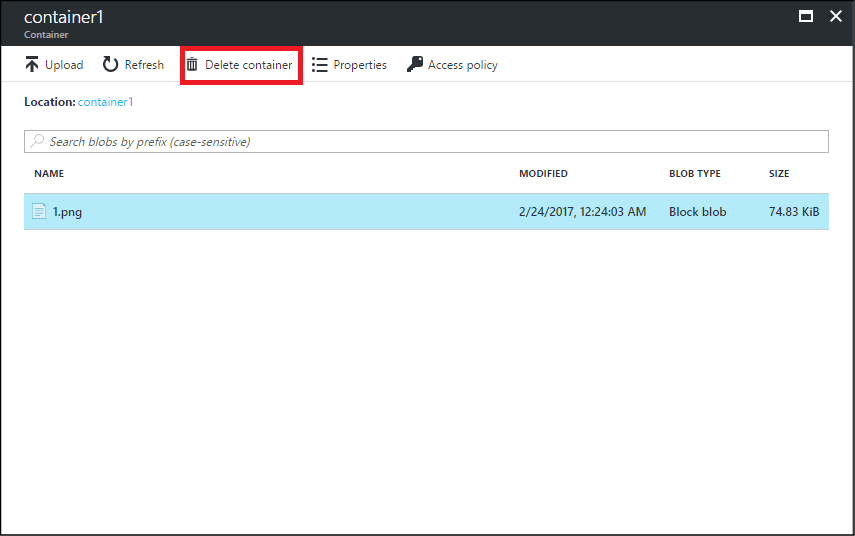 container1
Container
Upload Refresh Delete container Properties Access policy
Location: container1
Search blobs by prefix (case-sensitive)
NAME MODIFIED BLOB TYPE SIZE
1.png 2/24/2017, 12:24:03 AM Block blob 74.83 KiB